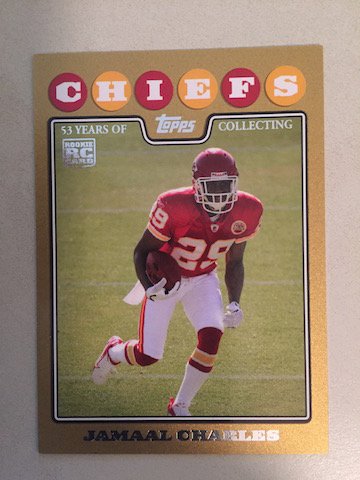 CHIEFS
53 YEARS OF Topps COLLECTING
ROOKIE
RC
CARD
29
JAMAAL CHARLES